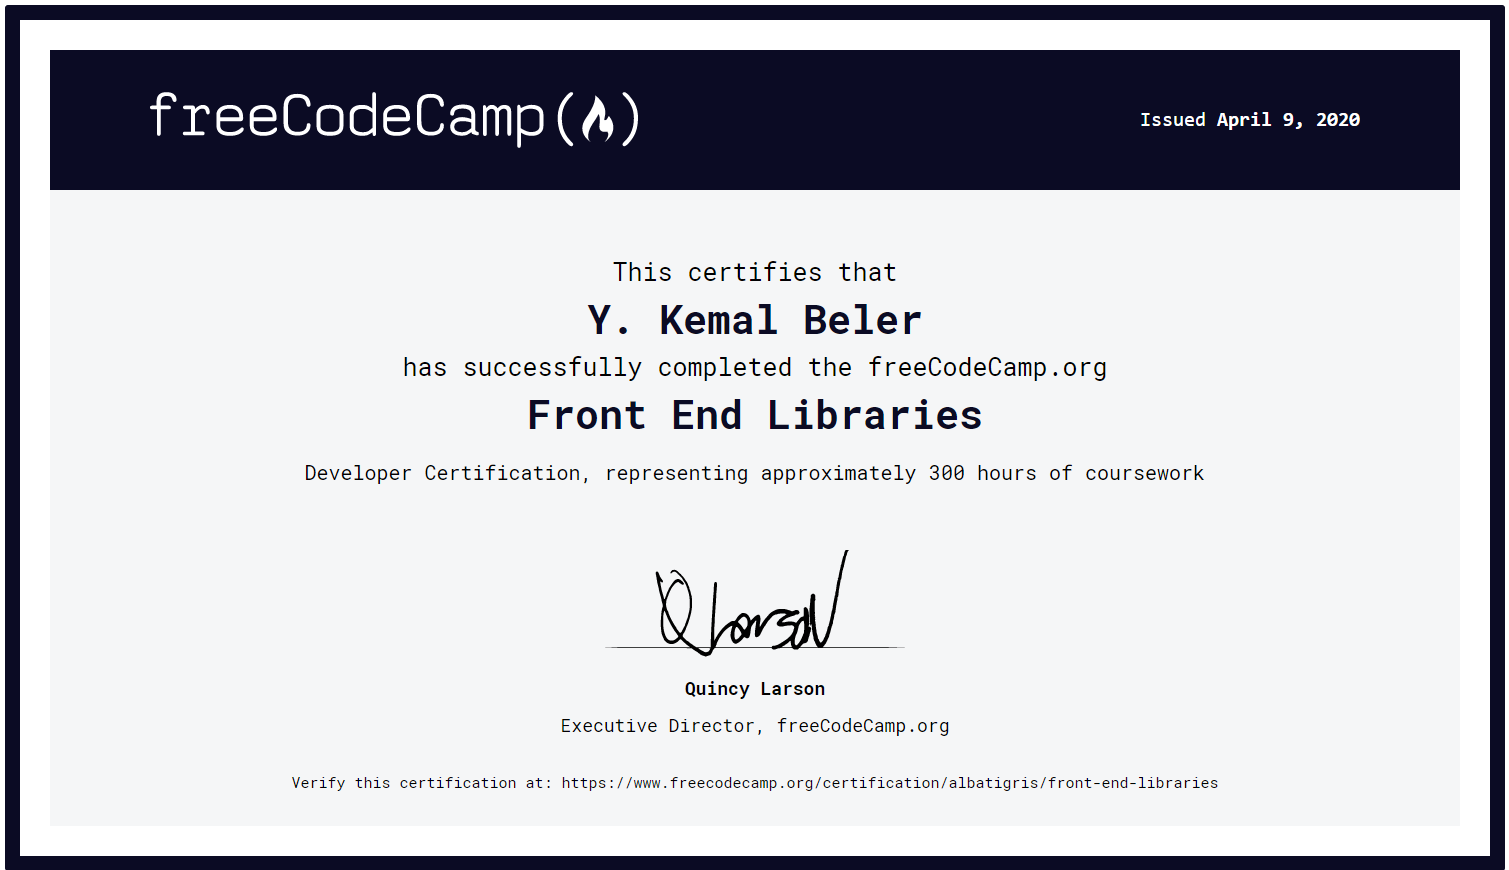 freeCodeCamp(🔥)
Issued April 9, 2020
This certifies that
Y. Kemal Beler
has successfully completed the freeCodeCamp.org
Front End Libraries
Developer Certification, representing approximately 300 hours of coursework
Q Larson
Quincy Larson
Executive Director, freeCodeCamp.org
Verify this certification at: https://www.freecodecamp.org/certification/albatigris/front-end-libraries